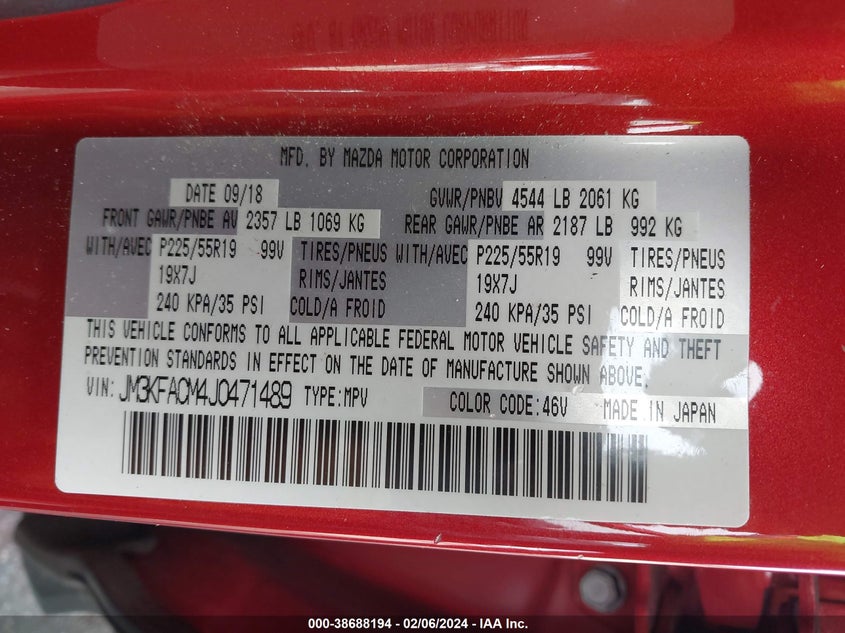 MFD. BY MAZDA MOTOR CORPORATION
DATE 09/18 GVWR/PNBV 4544 LB 2061 KG
FRONT GAWR/PNBE AV 2357 LB 1069 KG REAR GAWR/PNBE AR 2187 LB 992 KG
WITH/AVEC P225/55R19 99V TIRES/PNEUS WITH/AVEC P225/55R19 99V TIRES/PNEUS
19X7J RIMS/JANTES 19X7J RIMS/JANTES
240 KPA/35 PSI COLD/A FROID 240 KPA/35 PSI COLD/A FROID
THIS VEHICLE CONFORMS TO ALL APPLICABLE FEDERAL MOTOR VEHICLE SAFETY AND THEFT
PREVENTION STANDARDS IN EFFECT ON THE DATE OF MANUFACTURE SHOWN ABOVE.
VIN: JM3KFACM4J0471489 TYPE:MPV COLOR CODE:46V MADE IN JAPAN
000-38688194 - 02/06/2024 - IAA Inc.